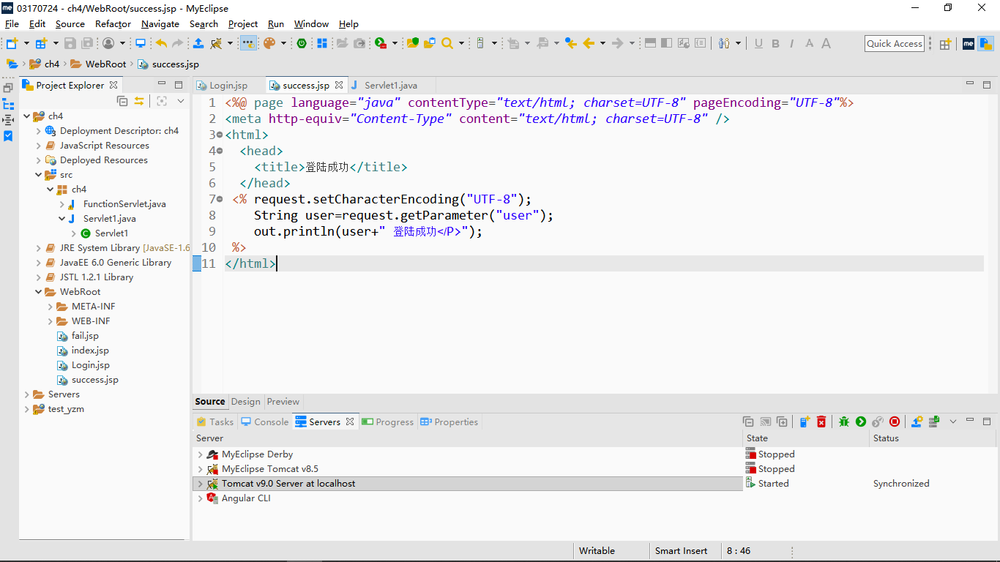 03170724 - ch4/WebRoot/success.jsp - MyEclipse
File Edit Source Refactor Navigate Search Project Run Window Help
Quick Access
ch4 WebRoot success.jsp
Project Explorer
ch4
Deployment Descriptor: ch4
JavaScript Resources
Deployed Resources
src
ch4
FunctionServlet.java
Servlet1.java
Servlet1
JRE System Library [JavaSE-1.6
JavaEE 6.0 Generic Library
JSTL 1.2.1 Library
WebRoot
META-INF
WEB-INF
fail.jsp
index.jsp
Login.jsp
success.jsp
Servers
test_yzm
Login.jsp success.jsp Servlet1.java
1 <%@ page language="java" contentType="text/html; charset=UTF-8" pageEncoding="UTF-8"%>
2 <meta http-equiv="Content-Type" content="text/html; charset=UTF-8" />
3 <html>
4 <head>
5 <title>登陆成功</title>
6 </head>
7 <% request.setCharacterEncoding("UTF-8");
8 String user=request.getParameter("user");
9 out.println(user+" 登陆成功</P>");
10 %>
11 </html>
Source Design Preview
Tasks Console Servers Progress Properties
Server State Status
MyEclipse Derby Stopped
MyEclipse Tomcat v8.5 Stopped
Tomcat v9.0 Server at localhost Started Synchronized
Angular CLI
Writable Smart Insert 8 : 46